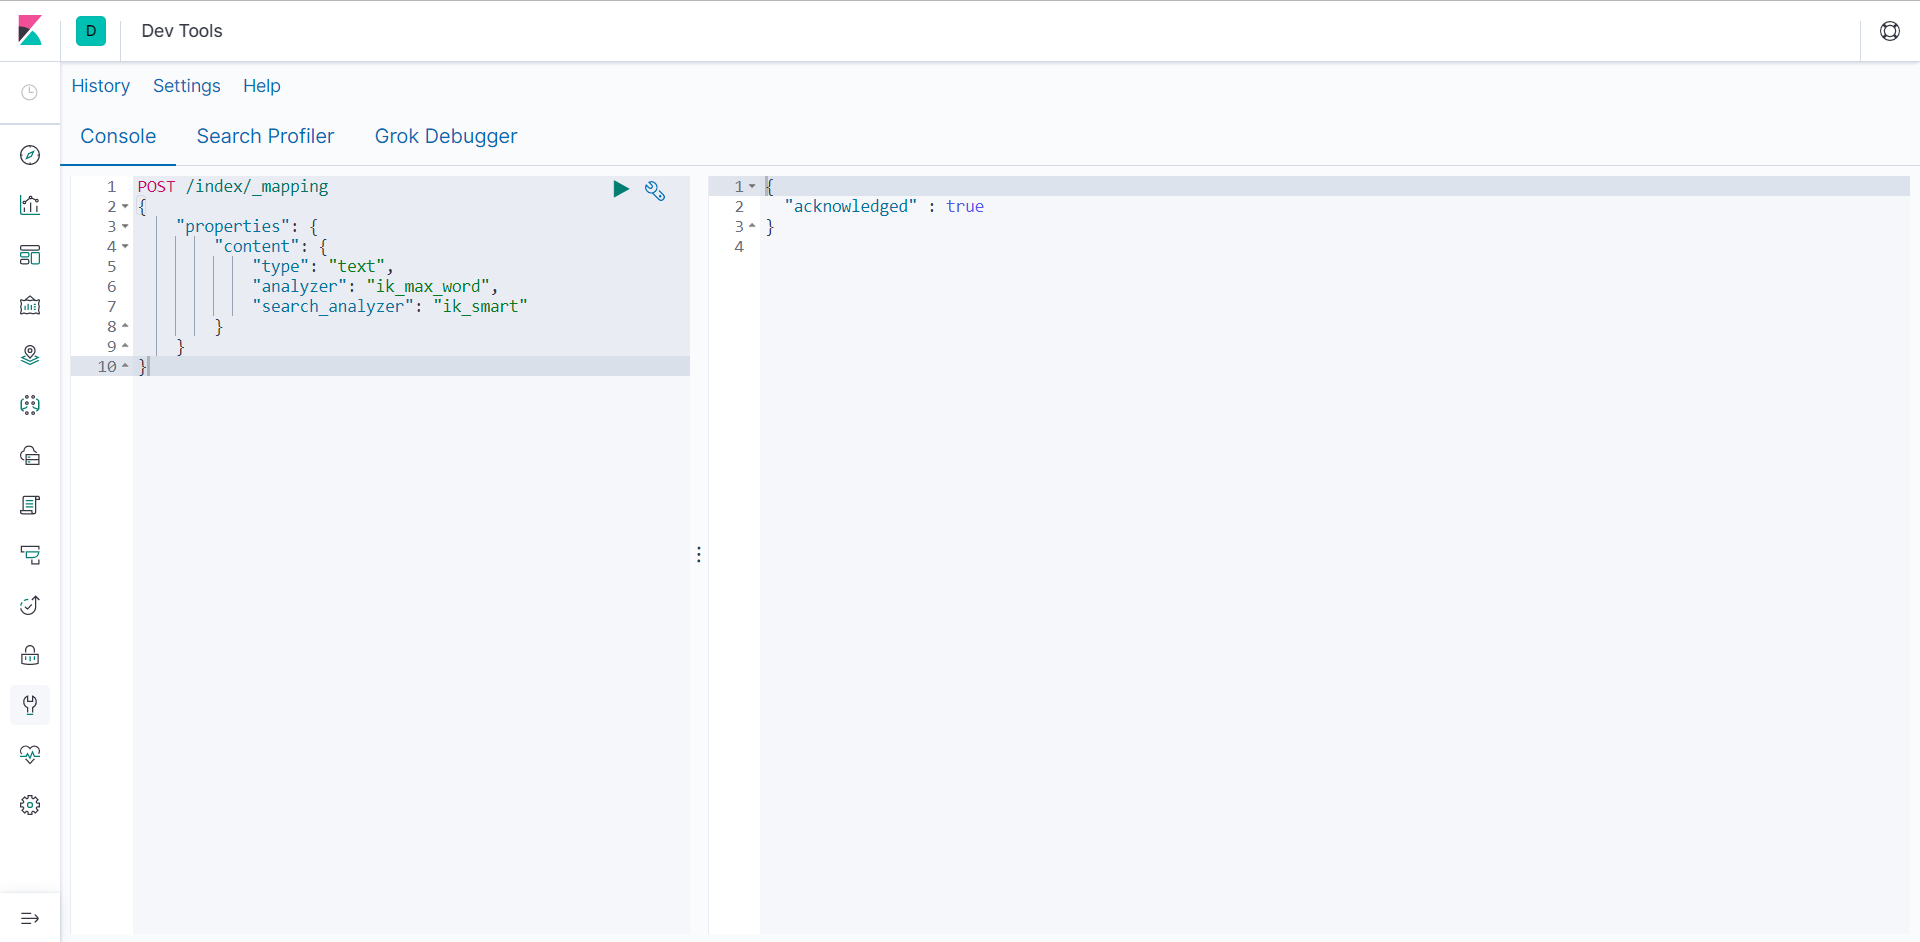 D Dev Tools
History Settings Help
Console Search Profiler Grok Debugger
1 POST /index/_mapping
2 {
3 "properties": {
4 "content": {
5 "type": "text",
6 "analyzer": "ik_max_word",
7 "search_analyzer": "ik_smart"
8 }
9 }
10 }
1 {
2 "acknowledged" : true
3 }
4